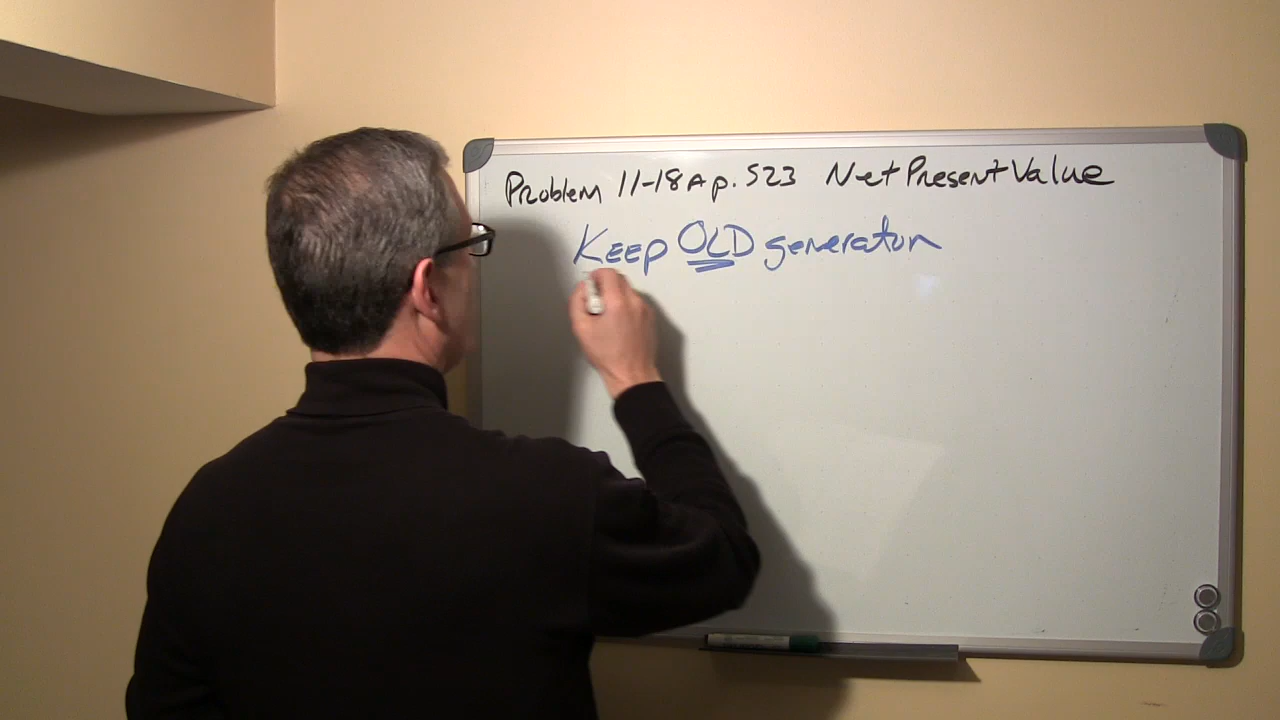 Problem 11-18A p. 523 Net Present Value
Keep OLD generator